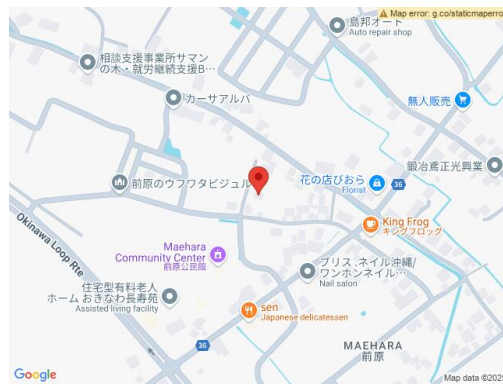 Map error: g.co/staticmaperro
島邦オート
Auto repair shop
相談支援事業所サマン
の木・就労継続支援B…
カーサアルバ
無人販売
鍛冶鳶正光興業
前原のウフワタビジュル
花の店びおら
Florist
36
King Frog
キングフロッグ
Okinawa Loop Rte
Maehara
Community Center
前原公民館
ブリス .ネイル沖縄/
ワンホンネイル…
Nail salon
住宅型有料老人
ホーム おきなわ長寿苑
Assisted living facility
sen
Japanese delicatessen
36
MAEHARA
前原
Google
Map data ©202